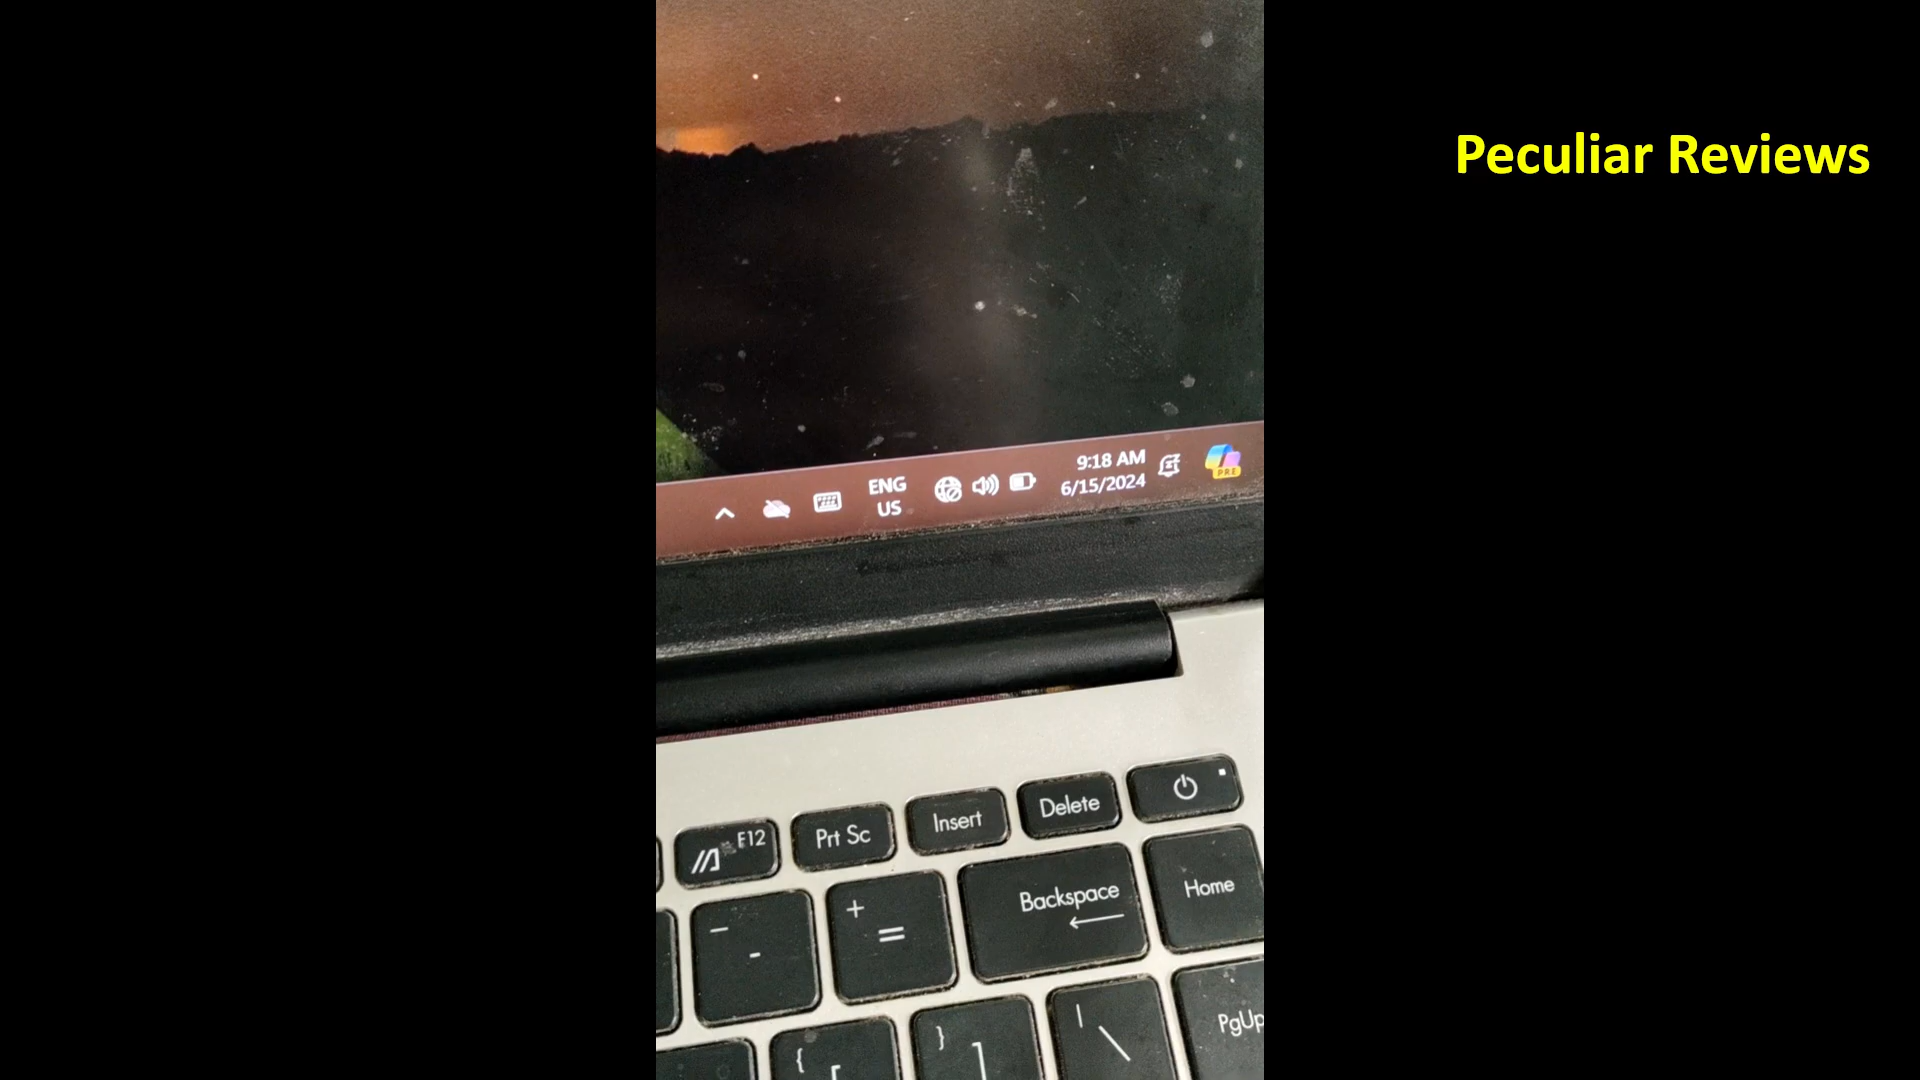 Peculiar Reviews
ENG
US
9:18 AM
6/15/2024
PRE
F12
Prt Sc
Insert
Delete
Backspace
Home
+
=
-
PgUp
{
[
}
]
|
\